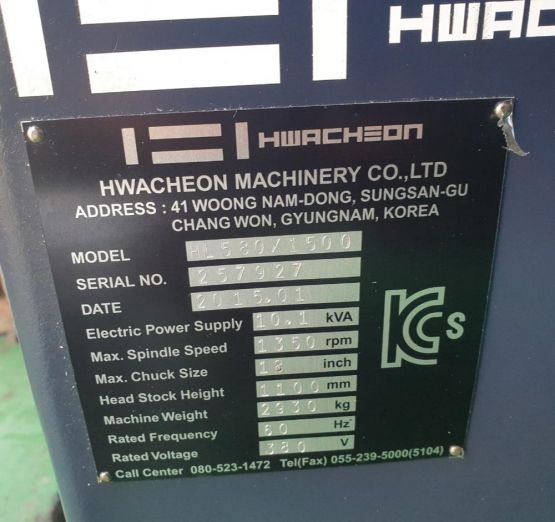 HWACHEON
HWACHEON MACHINERY CO.,LTD
ADDRESS : 41 WOONG NAM-DONG, SUNGSAN-GU
CHANG WON, GYUNGNAM, KOREA
MODEL HL580X1500
SERIAL NO. 257927
DATE 2015.01
Electric Power Supply 10.1 kVA
Max. Spindle Speed 1350 rpm
Max. Chuck Size 18 inch
Head Stock Height 1100 mm
Machine Weight 2930 kg
Rated Frequency 60 Hz
Rated Voltage 380 V
Call Center 080-523-1472 Tel(Fax) 055-239-5000(5104)
KCs